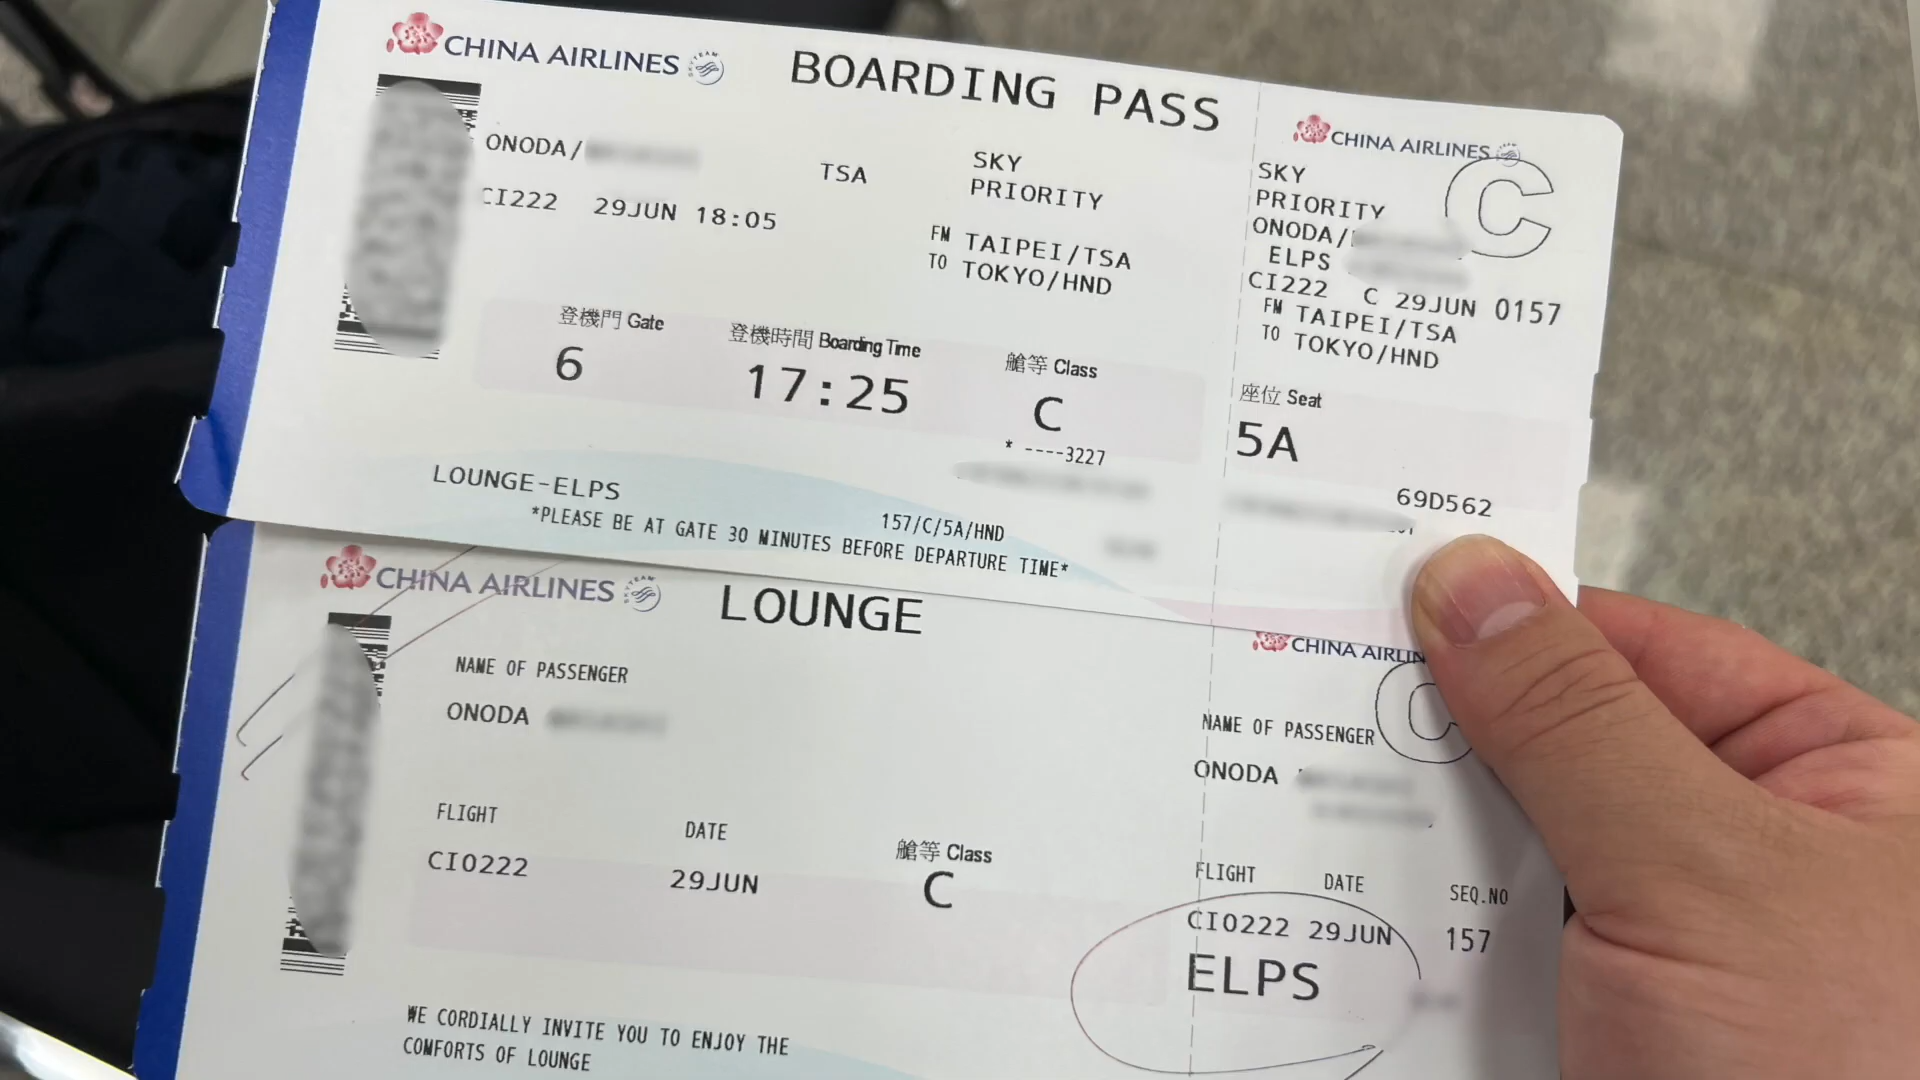 CHINA AIRLINES SKYTEAM
BOARDING PASS
ONODA/
TSA
CI222 29JUN 18:05
SKY
PRIORITY
FM TAIPEI/TSA
TO TOKYO/HND
登機門 Gate
6
登機時間 Boarding Time
17:25
艙等 Class
C
* ----3227
LOUNGE-ELPS
157/C/5A/HND
*PLEASE BE AT GATE 30 MINUTES BEFORE DEPARTURE TIME*
CHINA AIRLINES
C
SKY
PRIORITY
ONODA/
ELPS
CI222 C 29JUN 0157
FM TAIPEI/TSA
TO TOKYO/HND
座位 Seat
5A
69D562
CHINA AIRLINES SKYTEAM
LOUNGE
NAME OF PASSENGER
ONODA
FLIGHT
DATE
艙等 Class
CI0222
29JUN
C
WE CORDIALLY INVITE YOU TO ENJOY THE
COMFORTS OF LOUNGE
CHINA AIRLIN
C
NAME OF PASSENGER
ONODA
FLIGHT DATE SEQ.NO
CI0222 29JUN 157
ELPS